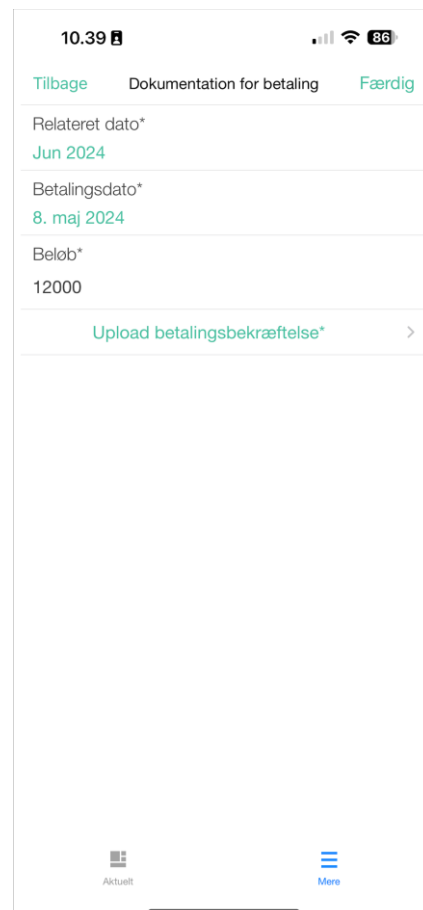 10.39
86
Tilbage Dokumentation for betaling Færdig
Relateret dato*
Jun 2024
Betalingsdato*
8. maj 2024
Beløb*
12000
Upload betalingsbekræftelse*
Aktuelt Mere